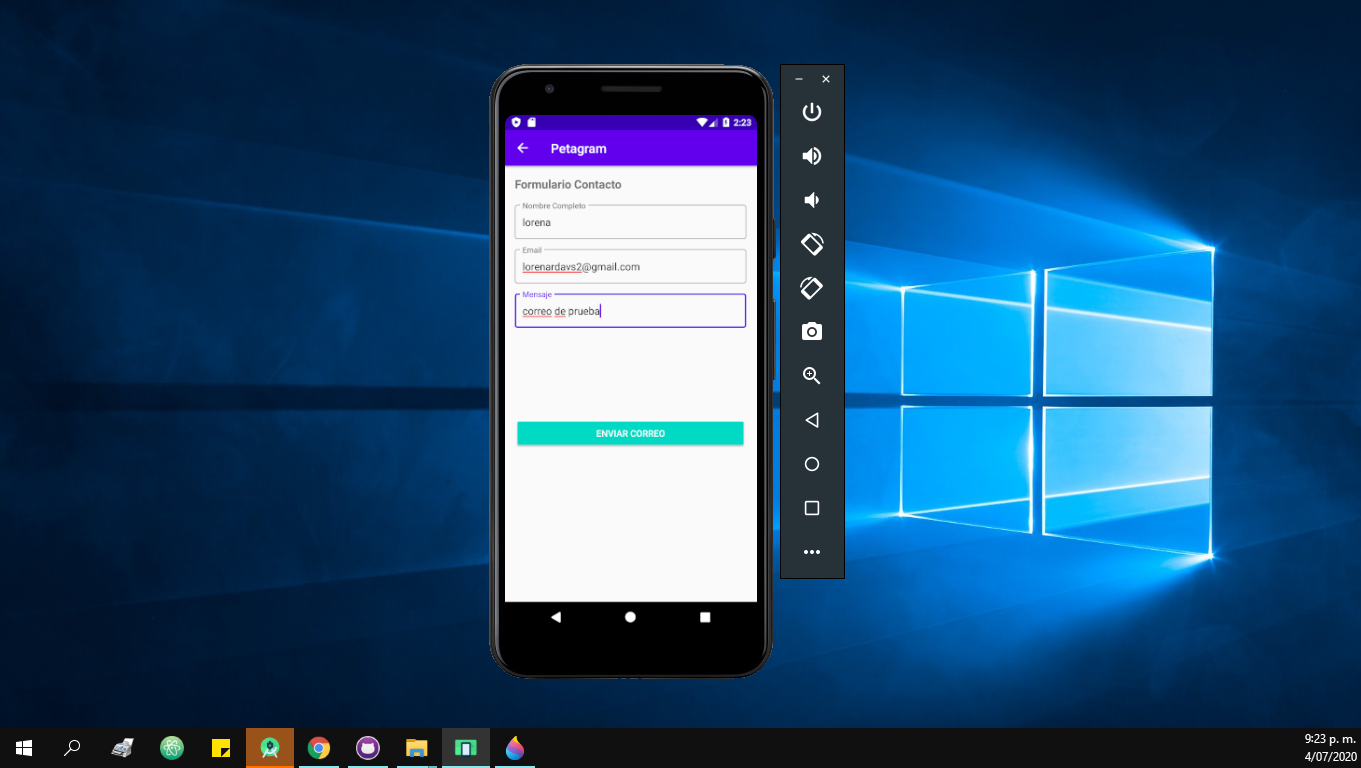 2:23
Petagram
Formulario Contacto
Nombre Completo
lorena
Email
lorenardavs2@gmail.com
Mensaje
correo de prueba
ENVIAR CORREO
9:23 p. m.
4/07/2020